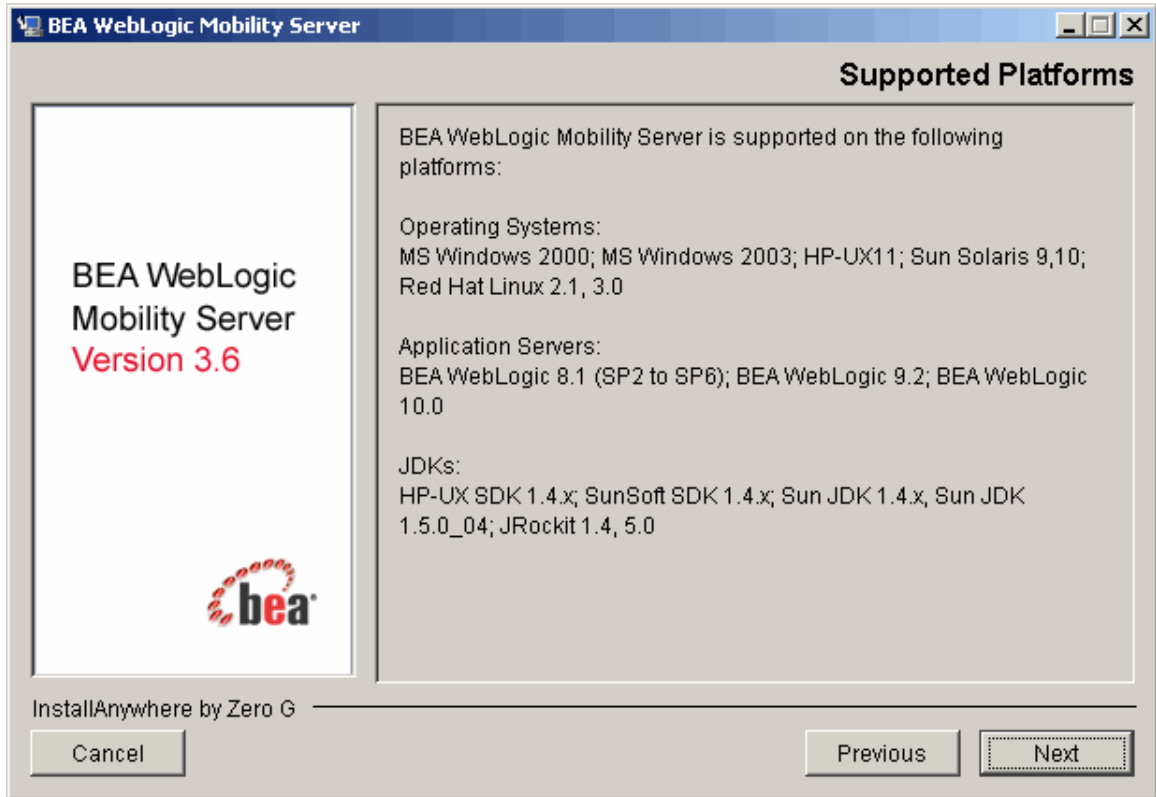 BEA WebLogic Mobility Server
Supported Platforms
BEA WebLogic
Mobility Server
Version 3.6
bea
BEA WebLogic Mobility Server is supported on the following
platforms:
Operating Systems:
MS Windows 2000; MS Windows 2003; HP-UX11; Sun Solaris 9,10;
Red Hat Linux 2.1, 3.0
Application Servers:
BEA WebLogic 8.1 (SP2 to SP6); BEA WebLogic 9.2; BEA WebLogic
10.0
JDKs:
HP-UX SDK 1.4.x; SunSoft SDK 1.4.x; Sun JDK 1.4.x, Sun JDK
1.5.0_04; JRockit 1.4, 5.0
InstallAnywhere by Zero G
Cancel
Previous
Next